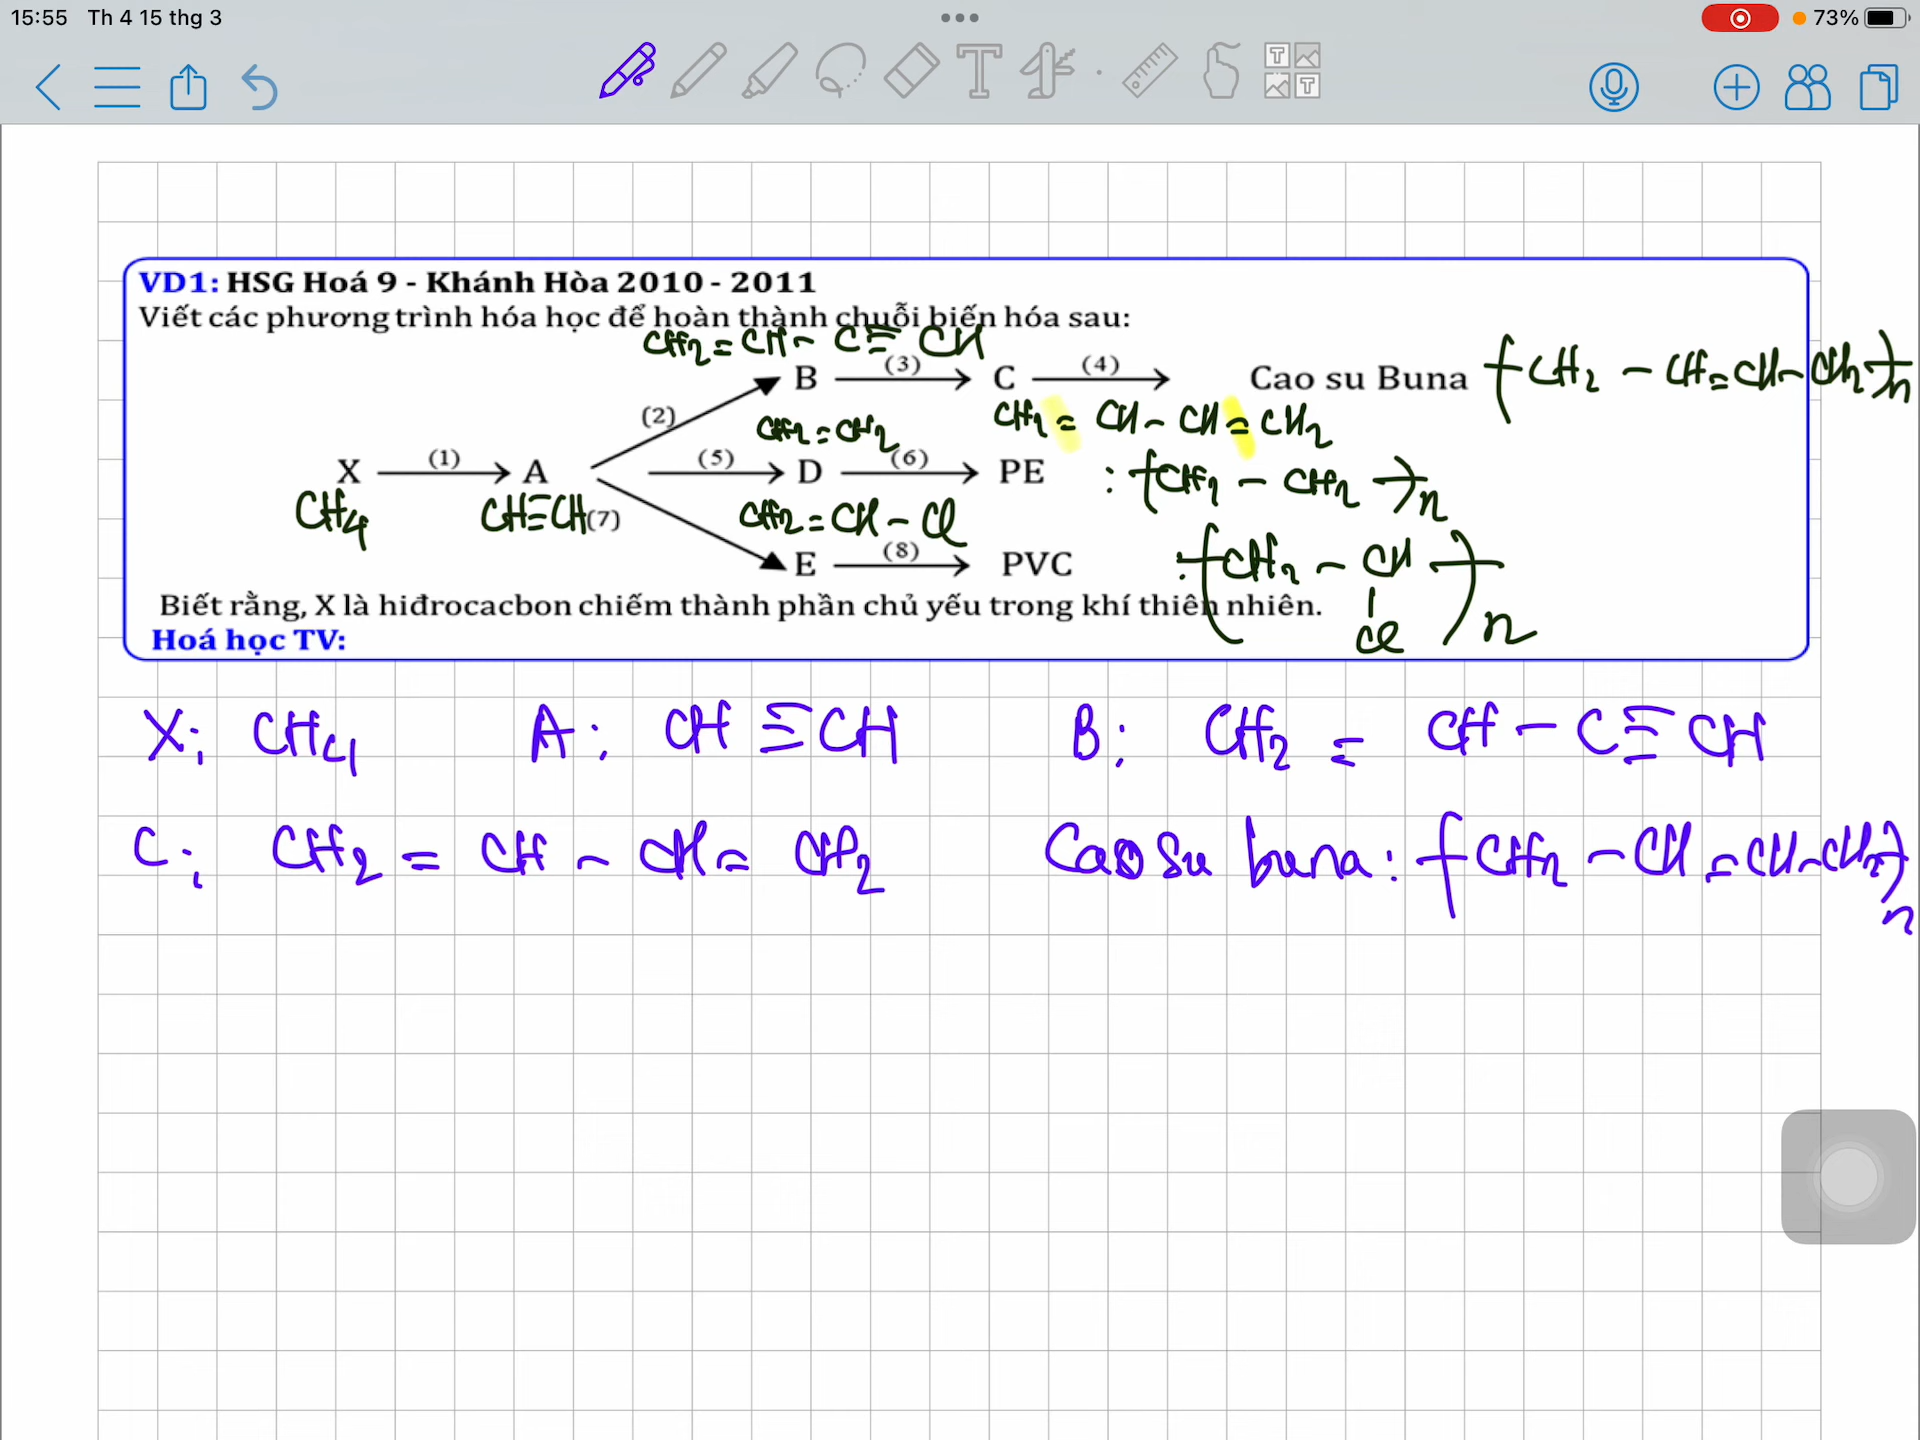 15:55 Th 4 15 thg 3
73%
VD1: HSG Hoá 9 - Khánh Hòa 2010 - 2011
Viết các phương trình hóa học để hoàn thành chuỗi biến hóa sau:
CH2 = CH - C ≡ CH
B (3) C (4) Cao su Buna (CH2 - CH = CH - CH2)n
(2)
CH2 = CH2
CH2 = CH - CH = CH2
X (1) A (5) D (6) PE : (CH2 - CH2)n
CH4 CH≡CH (7) CH2 = CH - Cl
E (8) PVC : (CH2 - CH)n
Cl
Biết rằng, X là hiđrocacbon chiếm thành phần chủ yếu trong khí thiên nhiên.
Hoá học TV:
X: CH4 A: CH ≡ CH B: CH2 = CH - C ≡ CH
C: CH2 = CH - CH = CH2 Cao su buna: (CH2 - CH = CH - CH2)n